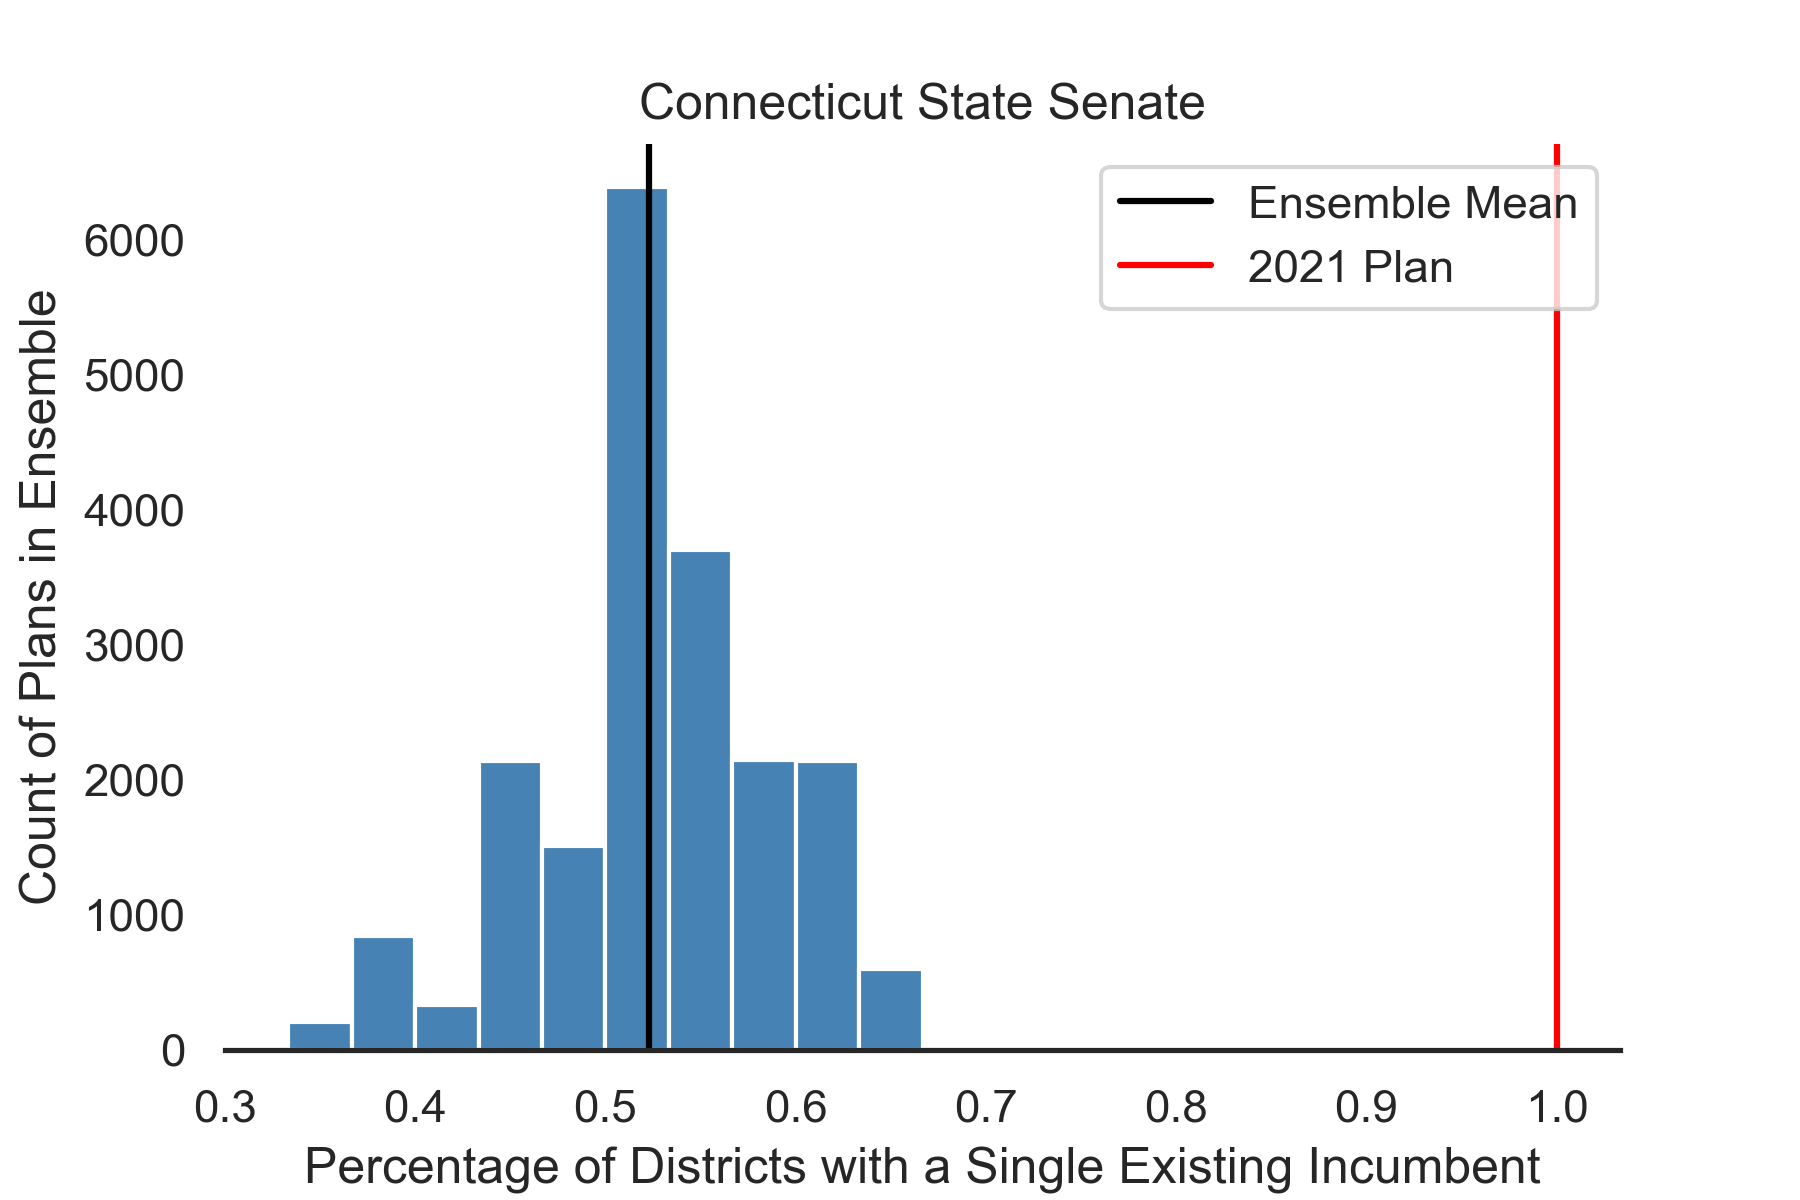 Connecticut State Senate
Ensemble Mean
2021 Plan
Count of Plans in Ensemble
6000
5000
4000
3000
2000
1000
0
0.3 0.4 0.5 0.6 0.7 0.8 0.9 1.0
Percentage of Districts with a Single Existing Incumbent